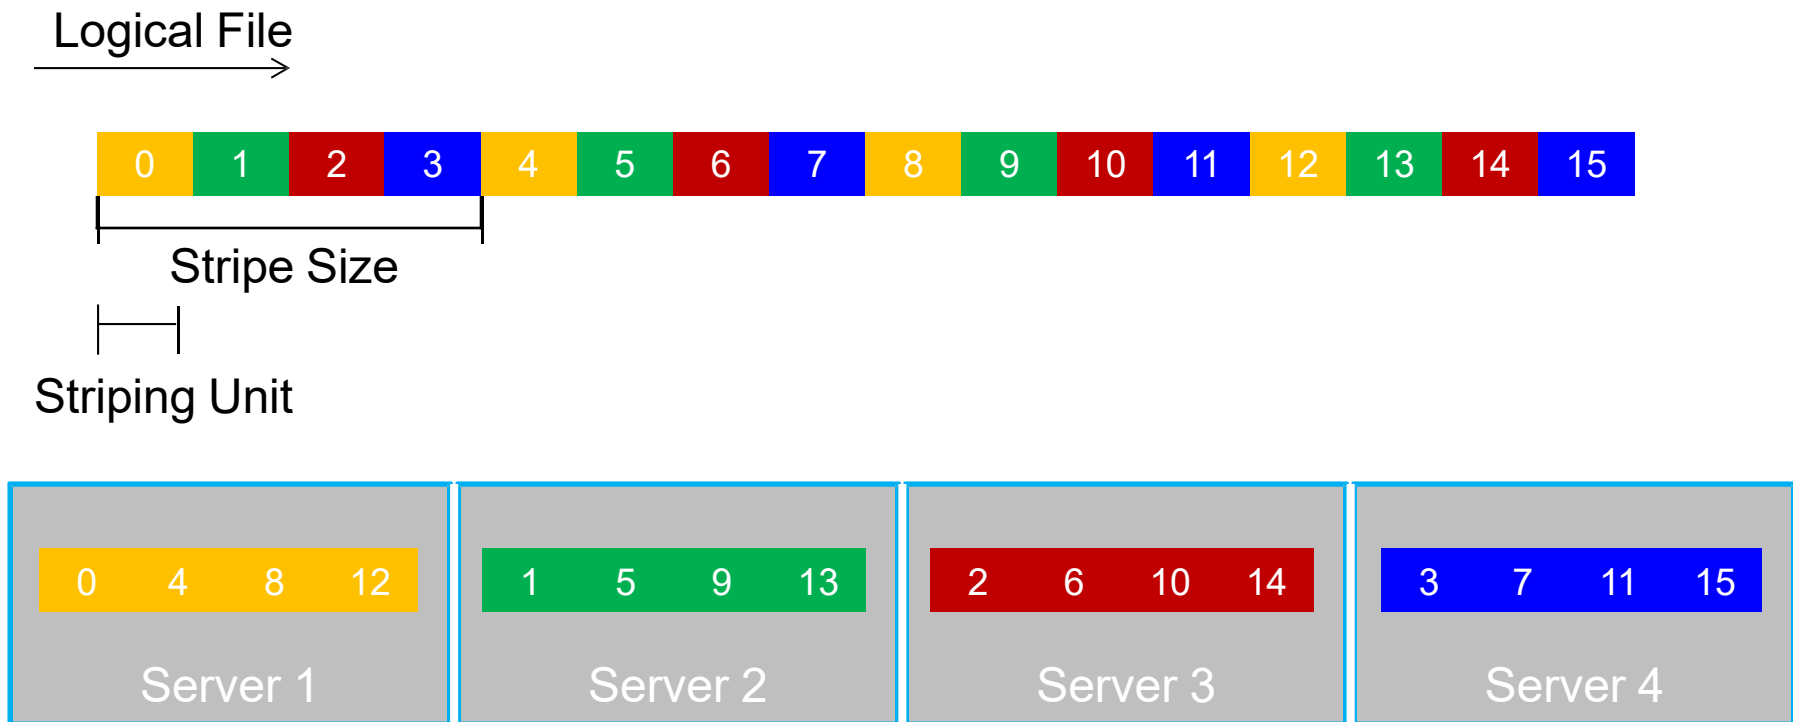 Logical File
0 1 2 3 4 5 6 7 8 9 10 11 12 13 14 15
Stripe Size
Striping Unit
0 4 8 12
1 5 9 13
2 6 10 14
3 7 11 15
Server 1
Server 2
Server 3
Server 4